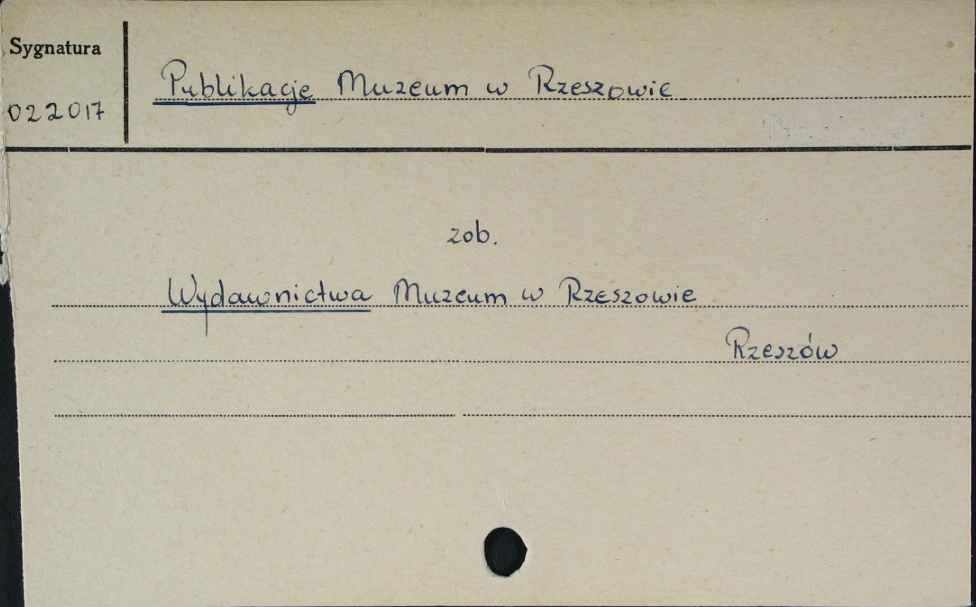 Sygnatura
022017
Publikacje Muzeum w Rzeszowie
zob.
Wydawnictwa Muzeum w Rzeszowie
Rzeszów